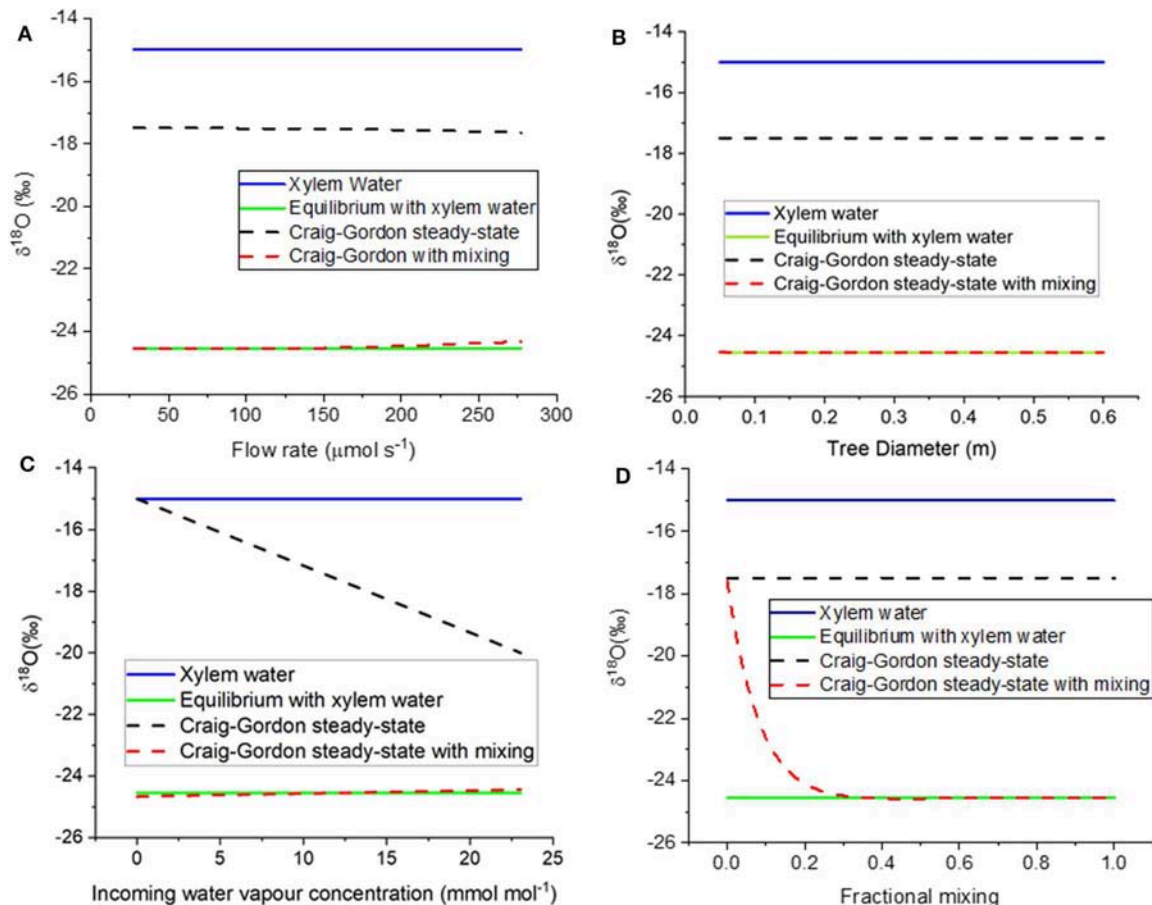 A
-14
-16
-18
-20
-22
-24
-26
δ18O (‰)
Xylem Water
Equilibrium with xylem water
Craig-Gordon steady-state
Craig-Gordon with mixing
0 50 100 150 200 250 300
Flow rate (μmol s⁻¹)
B
-14
-16
-18
-20
-22
-24
-26
δ18O(‰)
Xylem water
Equilibrium with xylem water
Craig-Gordon steady-state
Craig-Gordon steady-state with mixing
0.0 0.1 0.2 0.3 0.4 0.5 0.6
Tree Diameter (m)
C
-14
-16
-18
-20
-22
-24
-26
δ18O(‰)
Xylem water
Equilibrium with xylem water
Craig-Gordon steady-state
Craig-Gordon steady-state with mixing
0 5 10 15 20 25
Incoming water vapour concentration (mmol mol⁻¹)
D
-14
-16
-18
-20
-22
-24
-26
δ18O(‰)
Xylem water
Equilibrium with xylem water
Craig-Gordon steady-state
Craig-Gordon steady-state with mixing
0.0 0.2 0.4 0.6 0.8 1.0
Fractional mixing